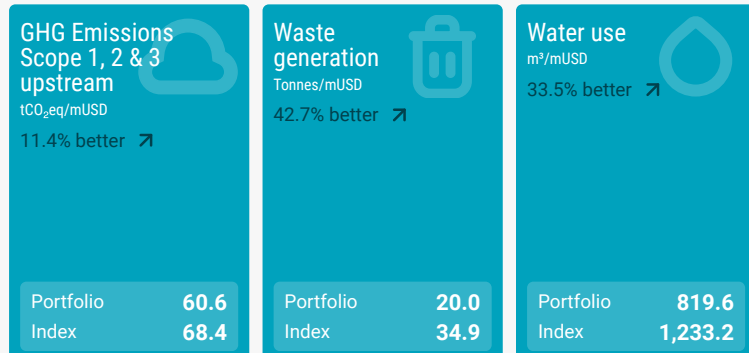 GHG Emissions
Scope 1, 2 & 3
upstream
tCO₂eq/mUSD
11.4% better
Portfolio 60.6
Index 68.4
Waste
generation
Tonnes/mUSD
42.7% better
Portfolio 20.0
Index 34.9
Water use
m³/mUSD
33.5% better
Portfolio 819.6
Index 1,233.2